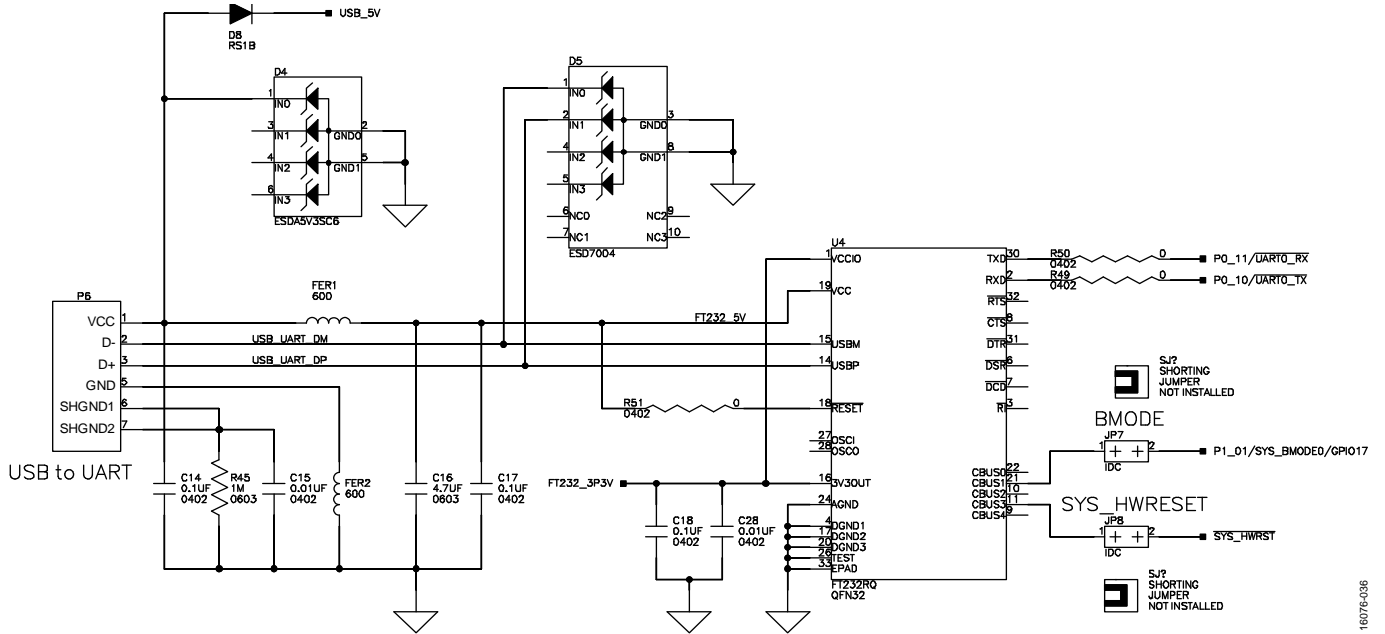 D8
RS1B
USB_5V
D4
1
IN0
3
IN1
4
IN2
6
IN3
GND0
2
GND1
5
ESDA5V3SC6
D5
1
IN0
2
IN1
4
IN2
5
IN3
6
NC0
7
NC1
GND0
3
GND1
8
NC2
9
NC3
10
ESD7004
P6
VCC 1
D- 2
D+ 3
GND 5
SHGND1 6
SHGND2 7
USB to UART
FER1
600
USB_UART_DM
USB_UART_DP
FT232_5V
C14
0.1UF
0402
R45
1M
0603
C15
0.01UF
0402
FER2
600
C16
4.7UF
0603
C17
0.1UF
0402
R51
0402
0
FT232_3P3V
C18
0.1UF
0402
C28
0.01UF
0402
U4
1
VCCIO
19
VCC
15
USBM
14
USBP
18
RESET
27
OSCI
28
OSCO
16
3V3OUT
24
AGND
4
DGND1
17
DGND2
20
DGND3
26
TEST
33
EPAD
TXD 30
RXD 2
RTS 32
CTS 8
DTR 31
DSR 6
DCD 7
RI 3
CBUS0 22
CBUS1 21
CBUS2 10
CBUS3 11
CBUS4 9
FT232RQ
QFN32
R50
0402
0
P0_11/UART0_RX
R49
0402
0
P0_10/UART0_TX
SJ?
SHORTING
JUMPER
NOT INSTALLED
BMODE
JP7
1
2
IDC
P1_01/SYS_BMODE0/GPIO17
SYS_HWRESET
JP8
1
2
IDC
SYS_HWRST
SJ?
SHORTING
JUMPER
NOT INSTALLED
16076-036